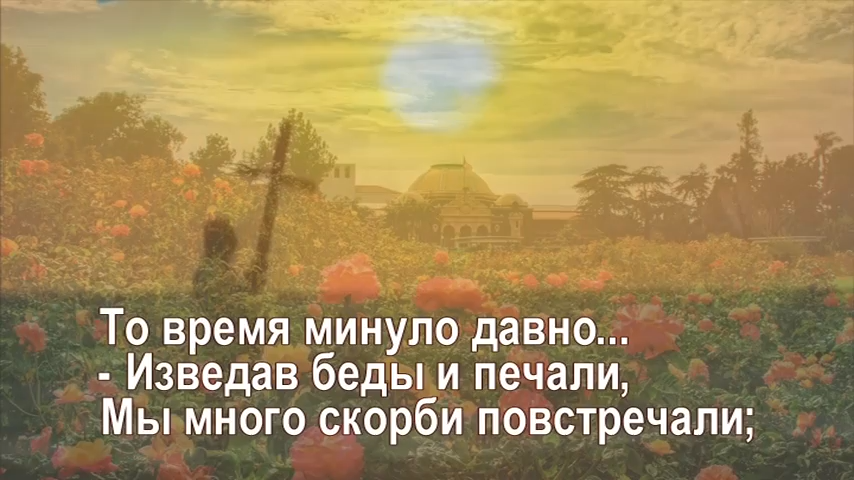 То время минуло давно...
- Изведав беды и печали,
Мы много скорби повстречали;